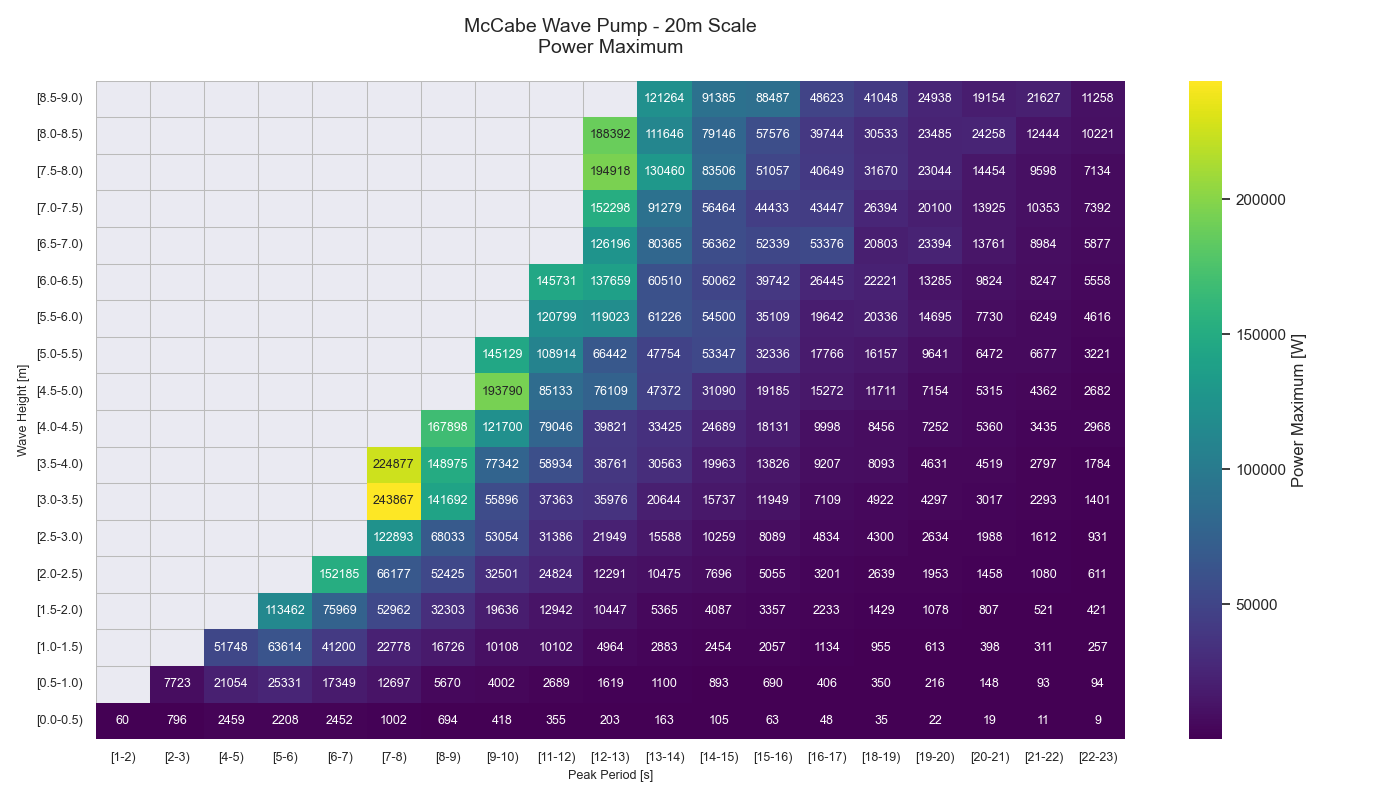 McCabe Wave Pump - 20m Scale
Power Maximum
Wave Height [m]
[8.5-9.0) 121264 91385 88487 48623 41048 24938 19154 21627 11258
[8.0-8.5) 188392 111646 79146 57576 39744 30533 23485 24258 12444 10221
[7.5-8.0) 194918 130460 83506 51057 40649 31670 23044 14454 9598 7134
[7.0-7.5) 152298 91279 56464 44433 43447 26394 20100 13925 10353 7392
[6.5-7.0) 126196 80365 56362 52339 53376 20803 23394 13761 8984 5877
[6.0-6.5) 145731 137659 60510 50062 39742 26445 22221 13285 9824 8247 5558
[5.5-6.0) 120799 119023 61226 54500 35109 19642 20336 14695 7730 6249 4616
[5.0-5.5) 145129 108914 66442 47754 53347 32336 17766 16157 9641 6472 6677 3221
[4.5-5.0) 193790 85133 76109 47372 31090 19185 15272 11711 7154 5315 4362 2682
[4.0-4.5) 167898 121700 79046 39821 33425 24689 18131 9998 8456 7252 5360 3435 2968
[3.5-4.0) 224877 148975 77342 58934 38761 30563 19963 13826 9207 8093 4631 4519 2797 1784
[3.0-3.5) 243867 141692 55896 37363 35976 20644 15737 11949 7109 4922 4297 3017 2293 1401
[2.5-3.0) 122893 68033 53054 31386 21949 15588 10259 8089 4834 4300 2634 1988 1612 931
[2.0-2.5) 152185 66177 52425 32501 24824 12291 10475 7696 5055 3201 2639 1953 1458 1080 611
[1.5-2.0) 113462 75969 52962 32303 19636 12942 10447 5365 4087 3357 2233 1429 1078 807 521 421
[1.0-1.5) 51748 63614 41200 22778 16726 10108 10102 4964 2883 2454 2057 1134 955 613 398 311 257
[0.5-1.0) 7723 21054 25331 17349 12697 5670 4002 2689 1619 1100 893 690 406 350 216 148 93 94
[0.0-0.5) 60 796 2459 2208 2452 1002 694 418 355 203 163 105 63 48 35 22 19 11 9
[1-2) [2-3) [4-5) [5-6) [6-7) [7-8) [8-9) [9-10) [11-12) [12-13) [13-14) [14-15) [15-16) [16-17) [18-19) [19-20) [20-21) [21-22) [22-23)
Peak Period [s]
200000
150000
100000
50000
Power Maximum [W]